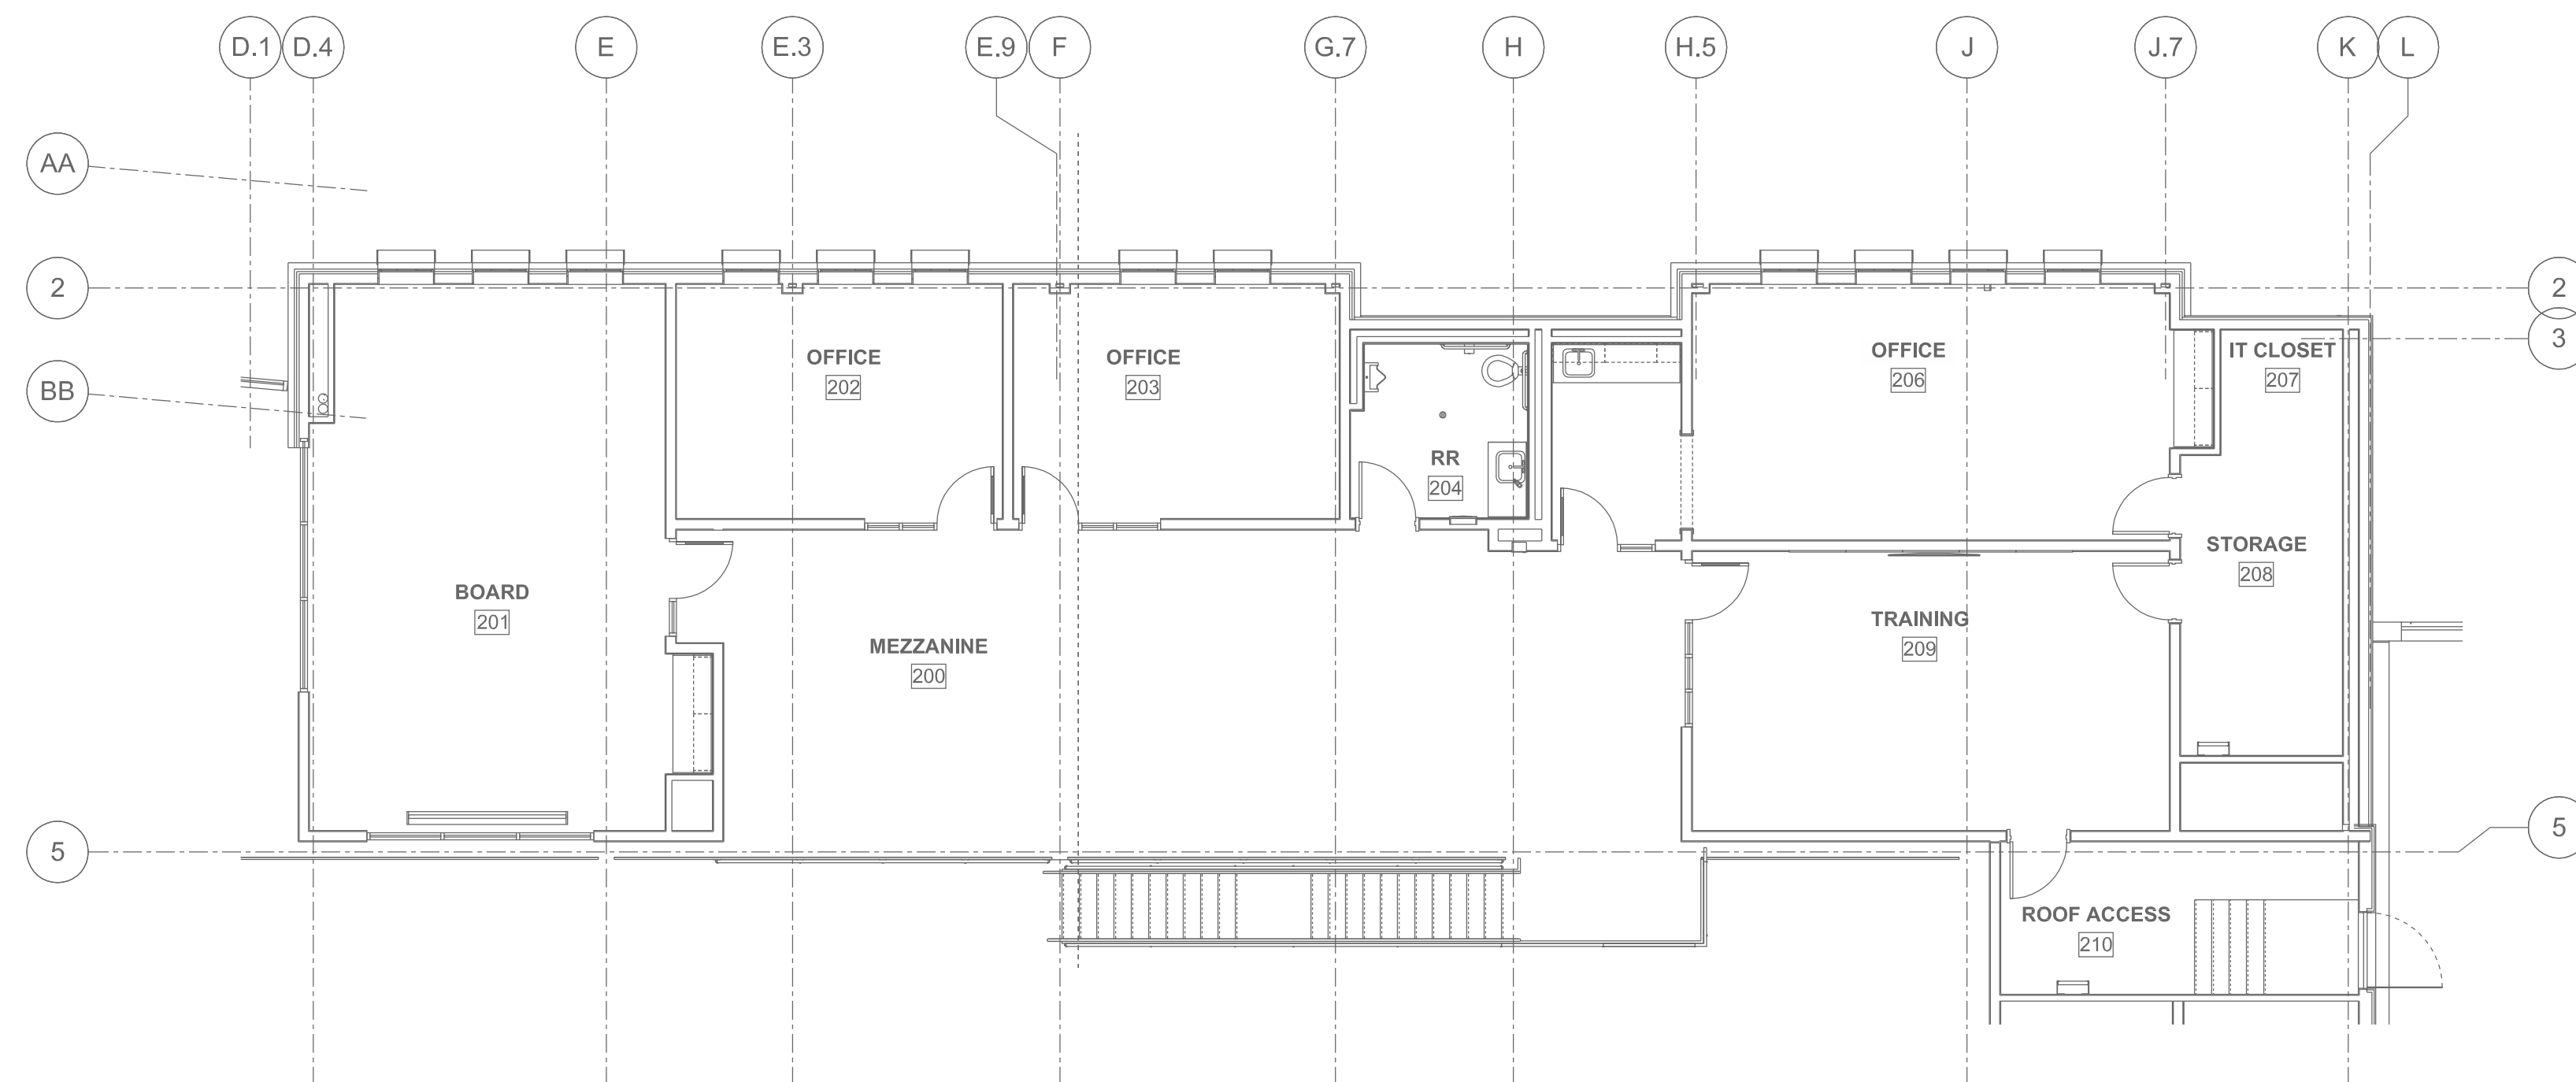 D.1
D.4
E
E.3
E.9
F
G.7
H
H.5
J
J.7
K
L
AA
2
2
3
BB
OFFICE
202
OFFICE
203
OFFICE
206
IT CLOSET
207
RR
204
STORAGE
208
BOARD
201
TRAINING
209
MEZZANINE
200
5
5
ROOF ACCESS
210